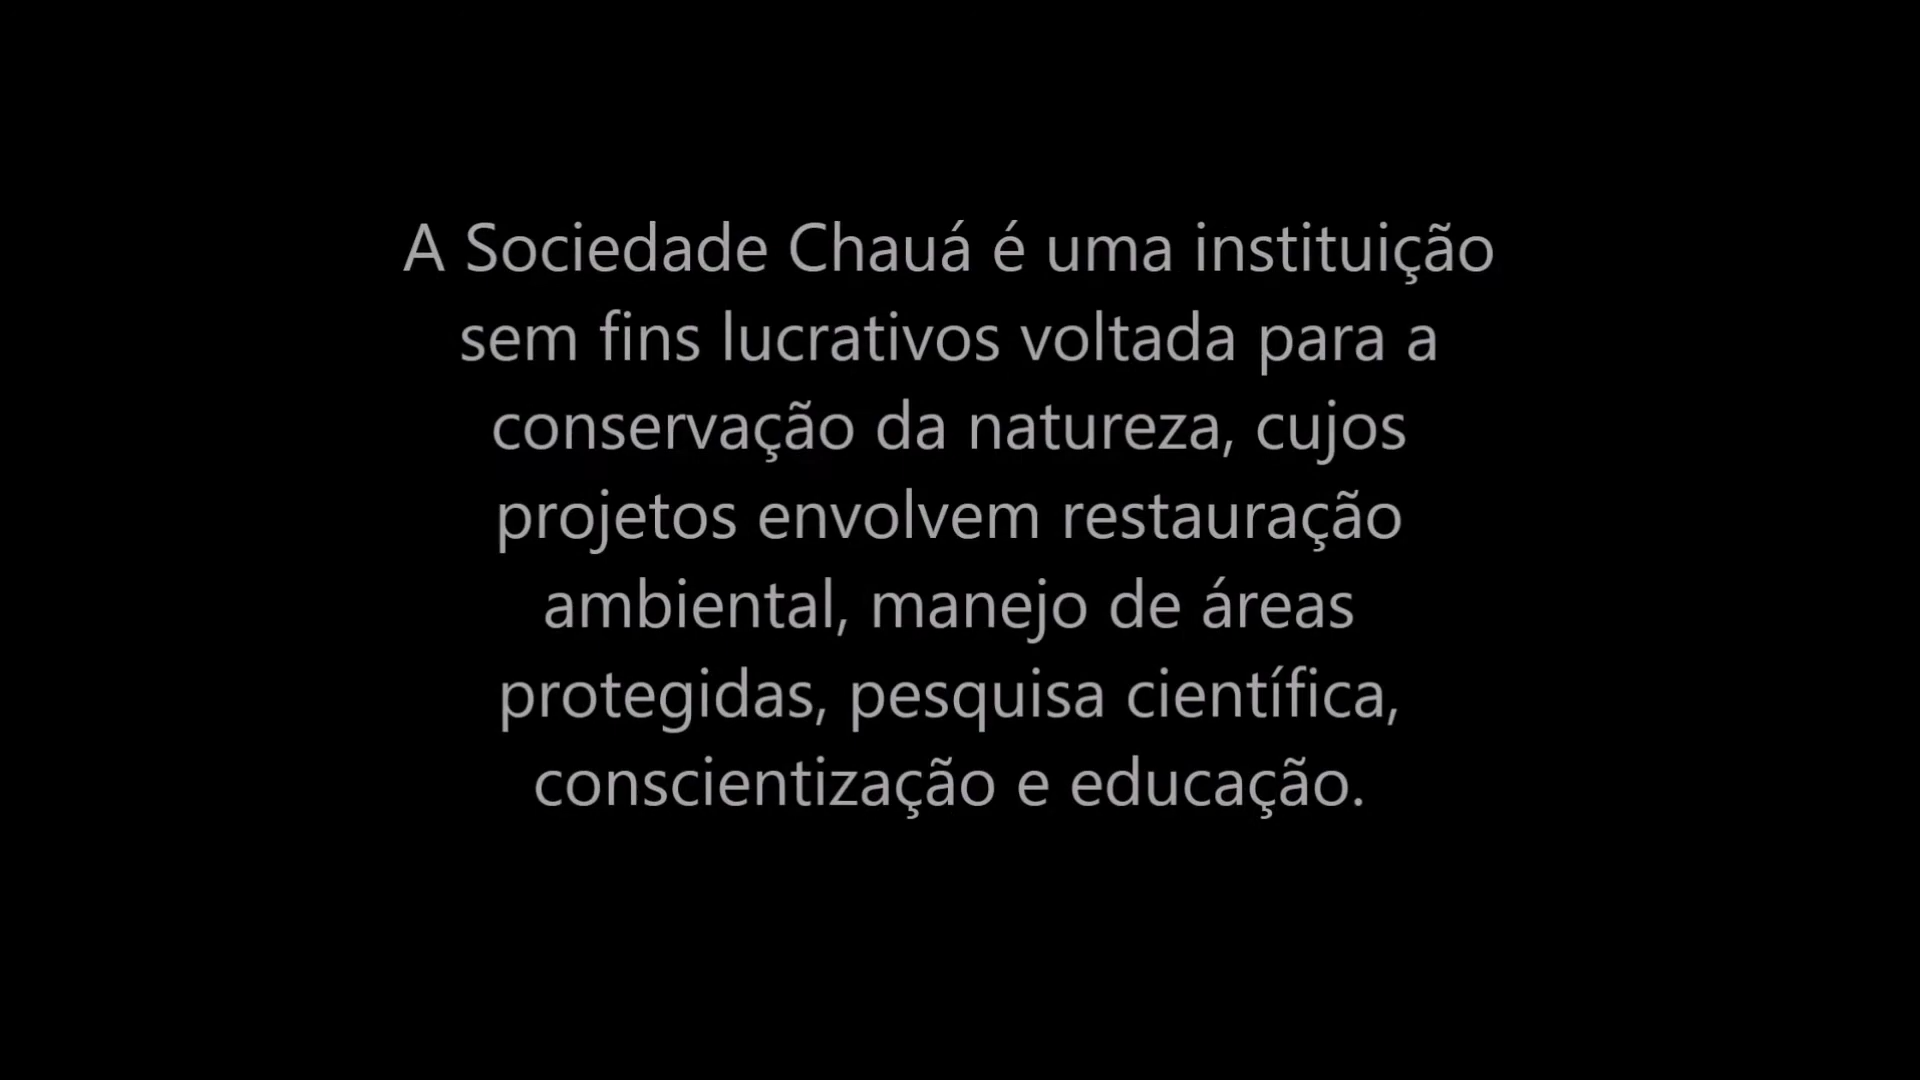 A Sociedade Chauá é uma instituição
sem fins lucrativos voltada para a
conservação da natureza, cujos
projetos envolvem restauração
ambiental, manejo de áreas
protegidas, pesquisa científica,
conscientização e educação.